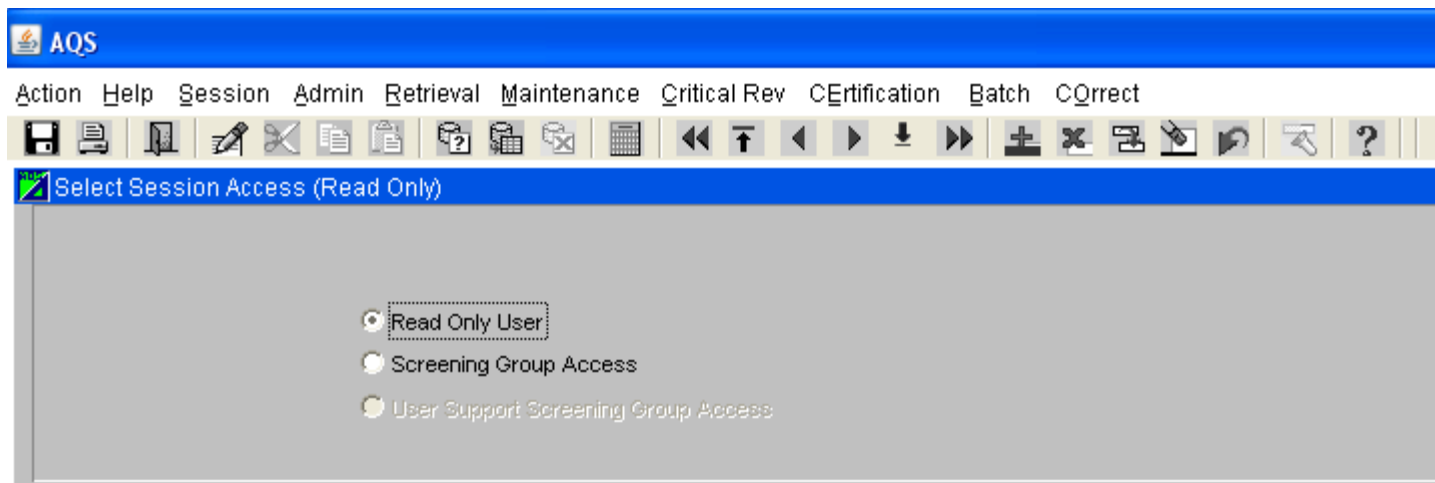 AQS
Action Help Session Admin Retrieval Maintenance Critical Rev CErtification Batch COrrect
Select Session Access (Read Only)
Read Only User
Screening Group Access
User Support Screening Group Access